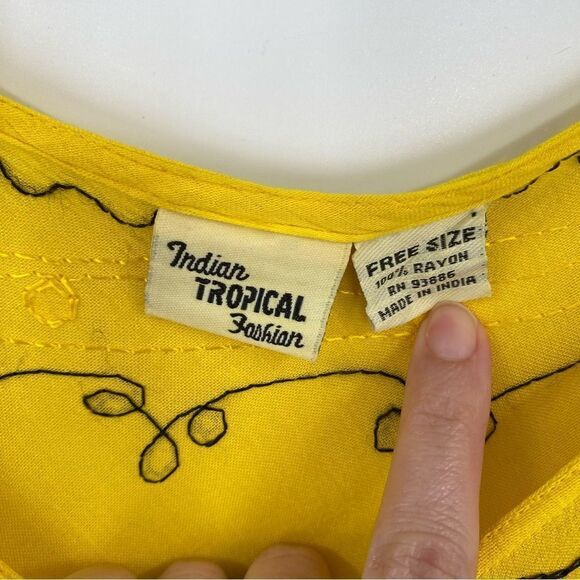 Indian
TROPICAL
Fashion
FREE SIZE
100% RAYON
RN 93886
MADE IN INDIA